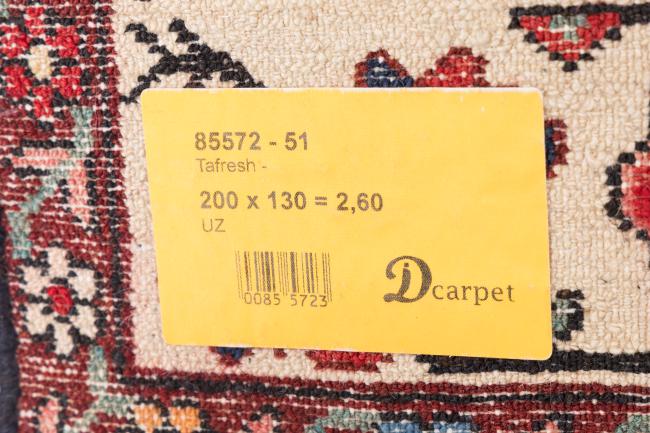 85572 - 51
Tafresh -
200 x 130 = 2,60
UZ
0085 5723
Dcarpet